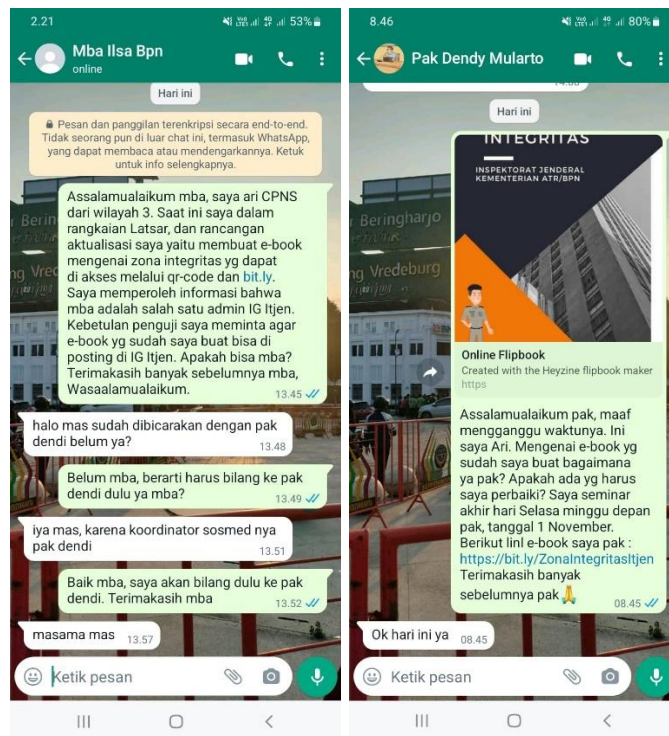 2.21
53%
Mba Ilsa Bpn
online
Hari ini
Pesan dan panggilan terenkripsi secara end-to-end.
Tidak seorang pun di luar chat ini, termasuk WhatsApp,
yang dapat membaca atau mendengarkannya. Ketuk
untuk info selengkapnya.
Assalamualaikum mba, saya ari CPNS
dari wilayah 3. Saat ini saya dalam
rangkaian Latsar, dan rancangan
aktualisasi saya yaitu membuat e-book
mengenai zona integritas yg dapat
di akses melalui qr-code dan bit.ly.
Saya memperoleh informasi bahwa
mba adalah salah satu admin IG Itjen.
Kebetulan penguji saya meminta agar
e-book yg sudah saya buat bisa di
posting di IG Itjen. Apakah bisa mba?
Terimakasih banyak sebelumnya mba,
Wasaalamualaikum.
13.45
halo mas sudah dibicarakan dengan pak
dendi belum ya?
13.48
Belum mba, berarti harus bilang ke pak
dendi dulu ya mba?
13.49
iya mas, karena koordinator sosmed nya
pak dendi
13.51
Baik mba, saya akan bilang dulu ke pak
dendi. Terimakasih mba
13.52
masama mas
13.57
Ketik pesan
8.46
80%
Pak Dendy Mularto
Hari ini
INTEGRITAS
INSPEKTORAT JENDERAL
KEMENTERIAN ATR/BPN
Beringharjo
Vredeburg
Online Flipbook
Created with the Heyzine flipbook maker
https
Assalamualaikum pak, maaf
mengganggu waktunya. Ini
saya Ari. Mengenai e-book yg
sudah saya buat bagaimana
ya pak? Apakah ada yg harus
saya perbaiki? Saya seminar
akhir hari Selasa minggu depan
pak, tanggal 1 November.
Berikut linl e-book saya pak :
https://bit.ly/ZonaIntegritasItjen
Terimakasih banyak
sebelumnya pak🙏
08.45
Ok hari ini ya
08.45
Ketik pesan